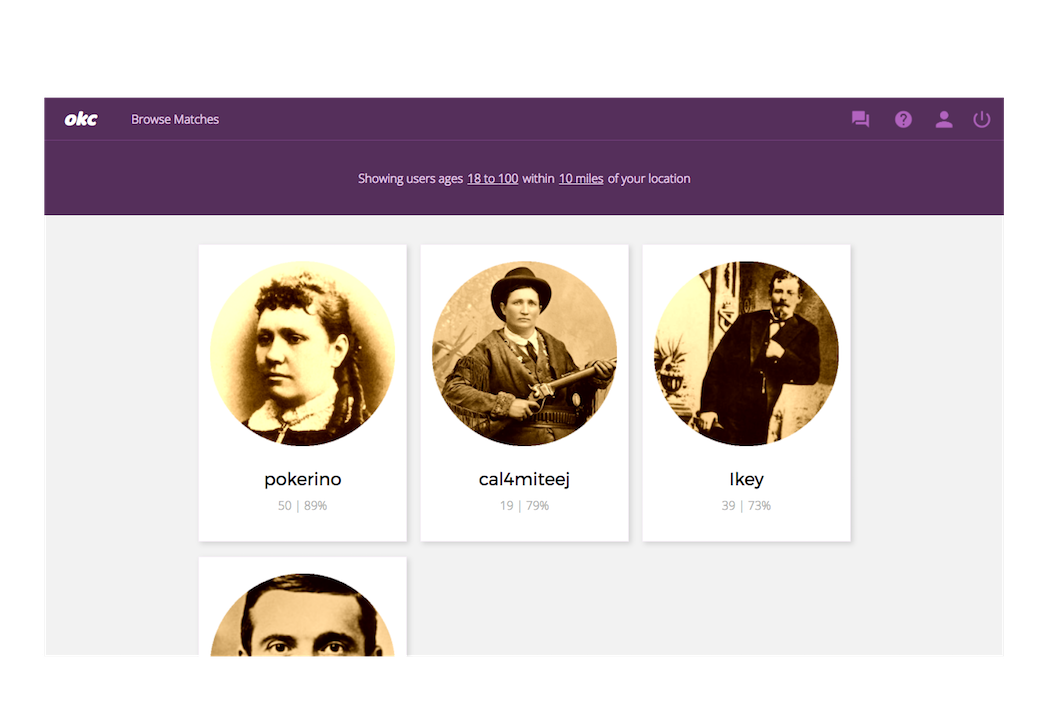 okc Browse Matches
Showing users ages 18 to 100 within 10 miles of your location
pokerino cal4miteej Ikey
50 | 89% 19 | 79% 39 | 73%